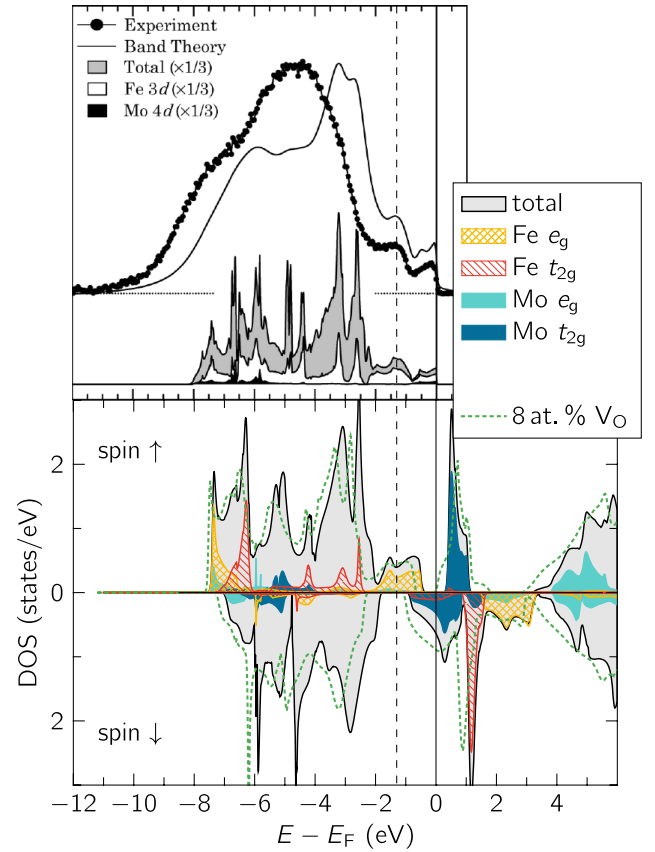 Experiment
Band Theory
Total (×1/3)
Fe 3d (×1/3)
Mo 4d (×1/3)
total
Fe eg
Fe t2g
Mo eg
Mo t2g
8 at. % VO
spin ↑
spin ↓
DOS (states/eV)
2
0
2
−12 −10 −8 −6 −4 −2 0 2 4
E − EF (eV)